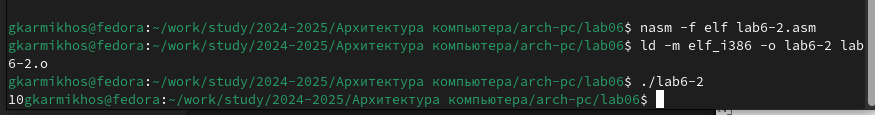 gkarmikhos@fedora:~/work/study/2024-2025/Архитектура компьютера/arch-pc/lab06$ nasm -f elf lab6-2.asm
gkarmikhos@fedora:~/work/study/2024-2025/Архитектура компьютера/arch-pc/lab06$ ld -m elf_i386 -o lab6-2 lab
6-2.o
gkarmikhos@fedora:~/work/study/2024-2025/Архитектура компьютера/arch-pc/lab06$ ./lab6-2
10gkarmikhos@fedora:~/work/study/2024-2025/Архитектура компьютера/arch-pc/lab06$